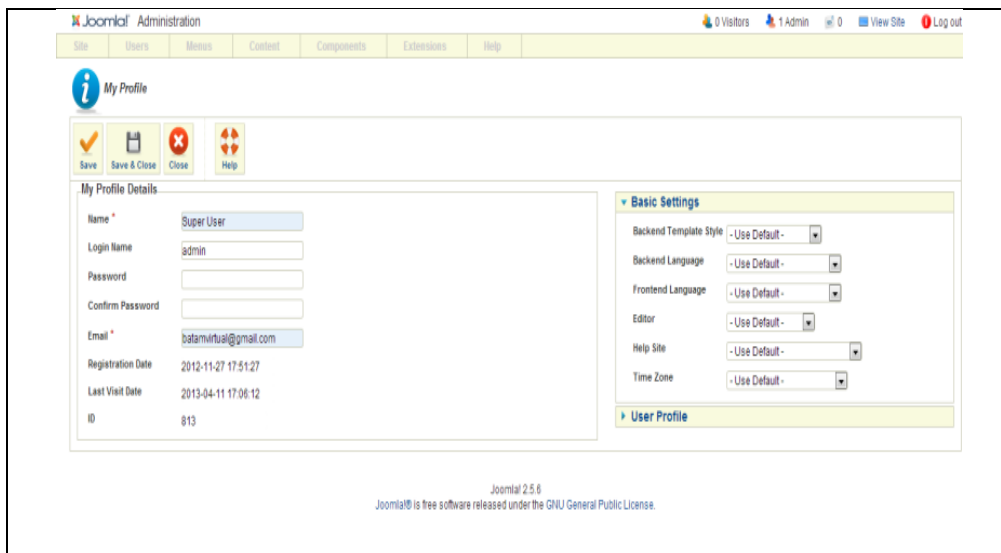 Joomla! Administration
0 Visitors 1 Admin 0 View Site Log out
Site Users Menus Content Components Extensions Help
My Profile
Save Save & Close Close Help
My Profile Details
Name *
Super User
Login Name
admin
Password
Confirm Password
Email *
batamvirtual@gmail.com
Registration Date
2012-11-27 17:51:27
Last Visit Date
2013-04-11 17:06:12
ID
813
Basic Settings
Backend Template Style
- Use Default -
Backend Language
- Use Default -
Frontend Language
- Use Default -
Editor
- Use Default -
Help Site
- Use Default -
Time Zone
- Use Default -
User Profile
Joomla! 2.5.6
Joomla!® is free software released under the GNU General Public License.